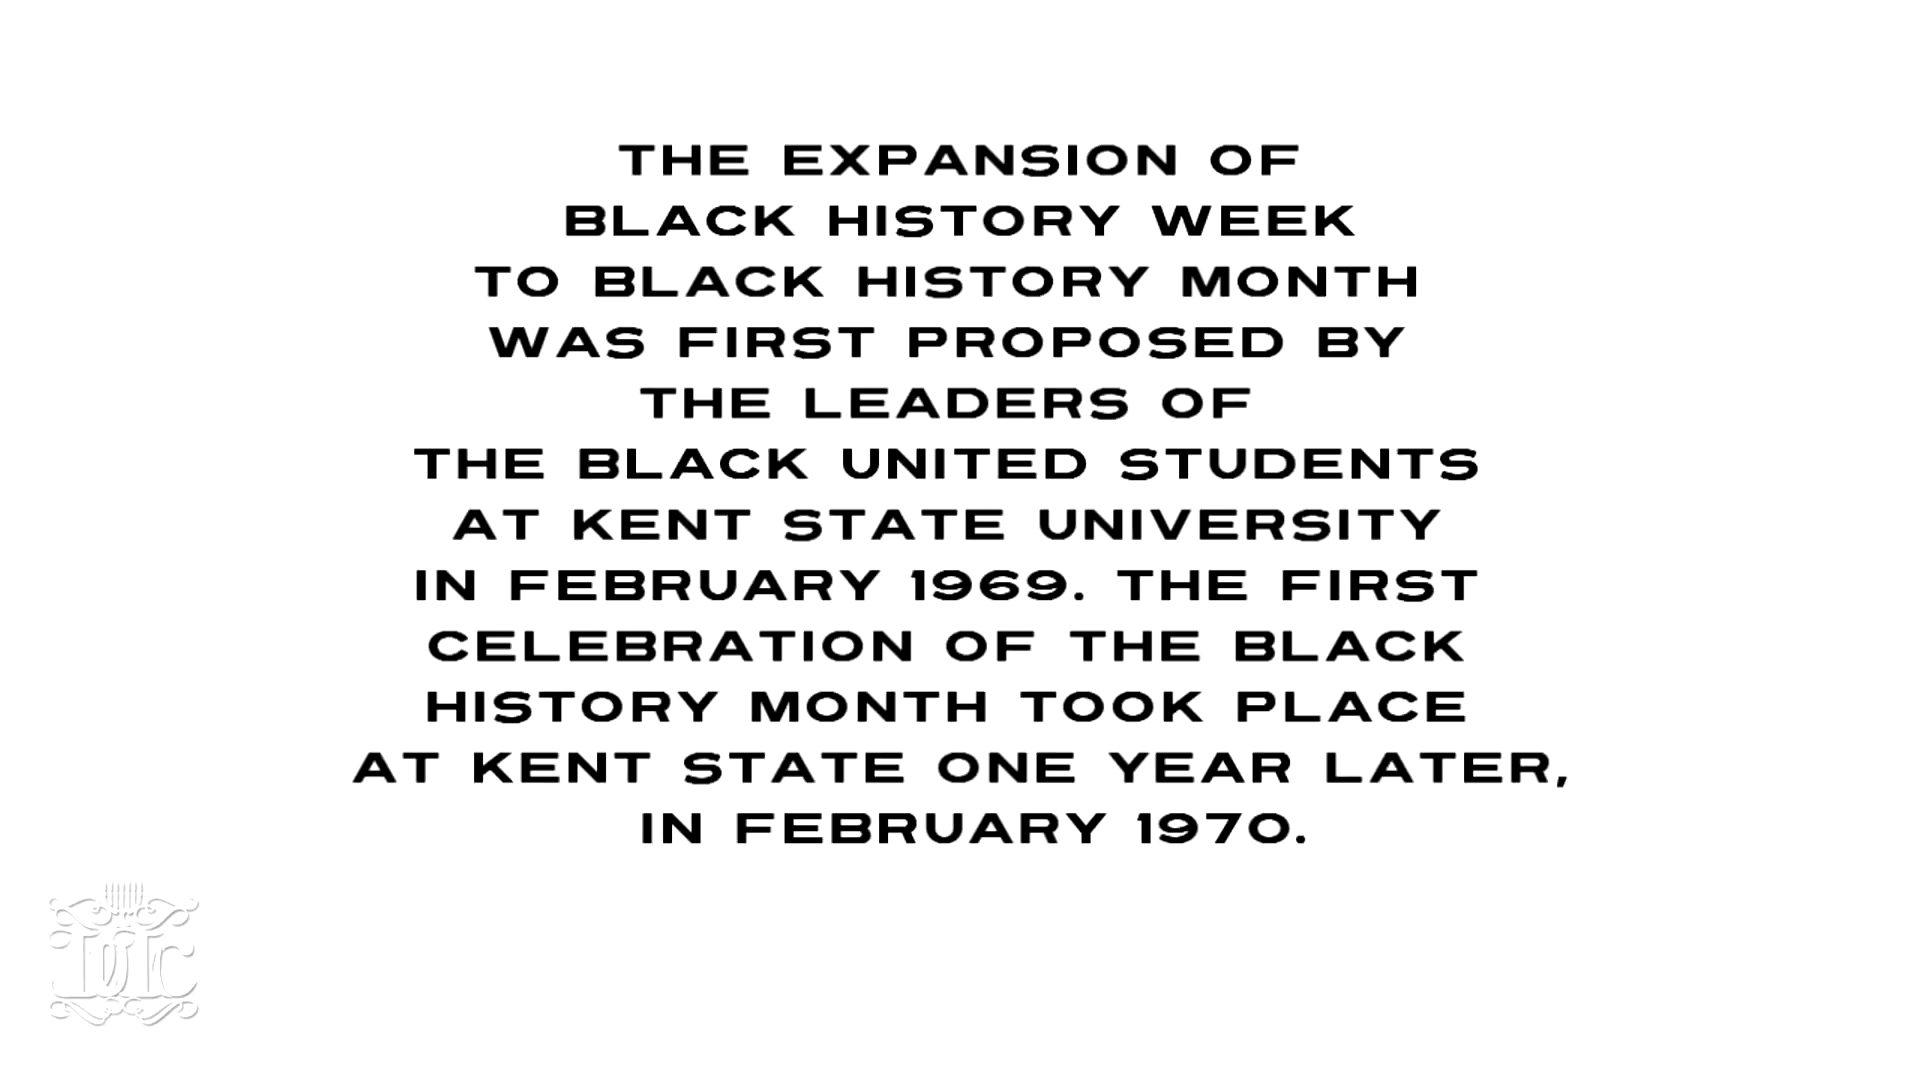 THE EXPANSION OF
BLACK HISTORY WEEK
TO BLACK HISTORY MONTH
WAS FIRST PROPOSED BY
THE LEADERS OF
THE BLACK UNITED STUDENTS
AT KENT STATE UNIVERSITY
IN FEBRUARY 1969. THE FIRST
CELEBRATION OF THE BLACK
HISTORY MONTH TOOK PLACE
AT KENT STATE ONE YEAR LATER,
IN FEBRUARY 1970.